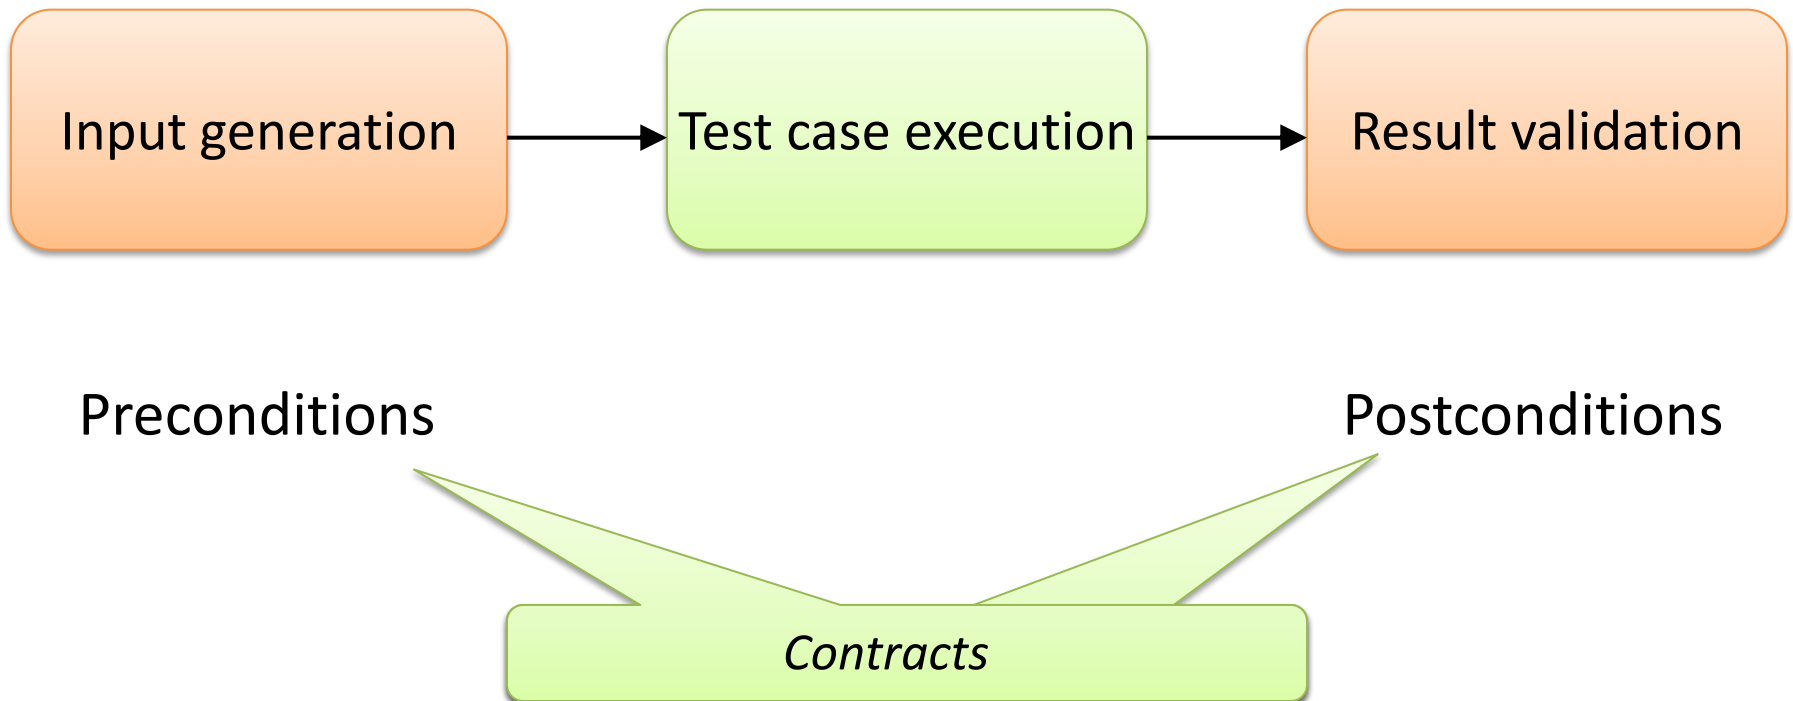 Input generation
Test case execution
Result validation
Preconditions
Postconditions
Contracts